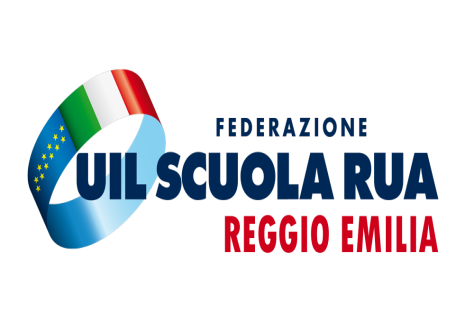 FEDERAZIONE
UIL SCUOLA RUA
REGGIO EMILIA